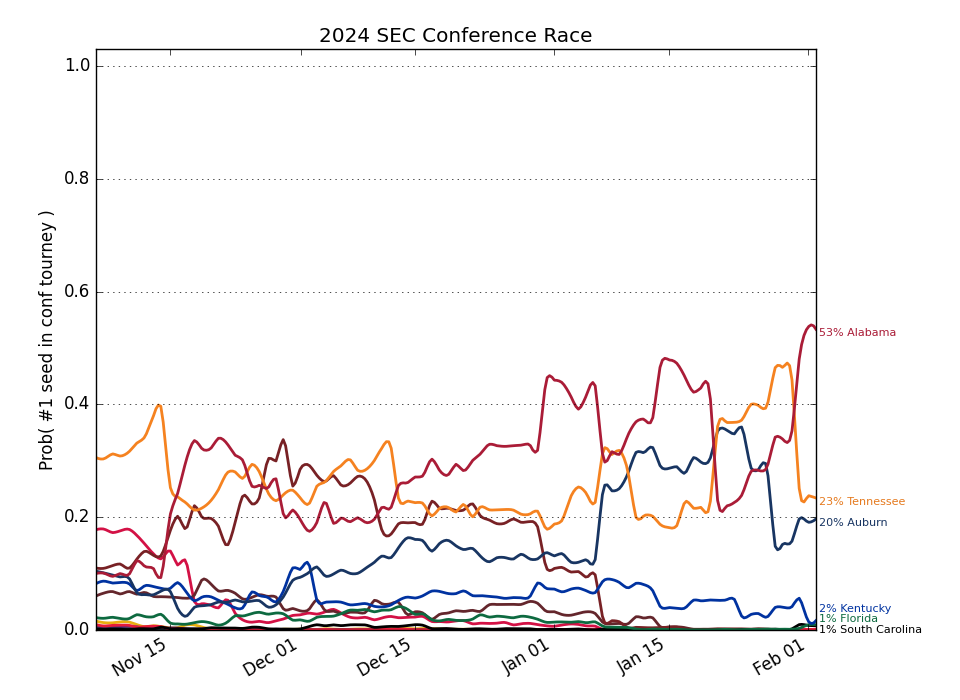 2024 SEC Conference Race
Prob( #1 seed in conf tourney )
1.0
0.8
0.6
0.4
0.2
0.0
53% Alabama
23% Tennessee
20% Auburn
2% Kentucky
1% Florida
1% South Carolina
Nov 15
Dec 01
Dec 15
Jan 01
Jan 15
Feb 01